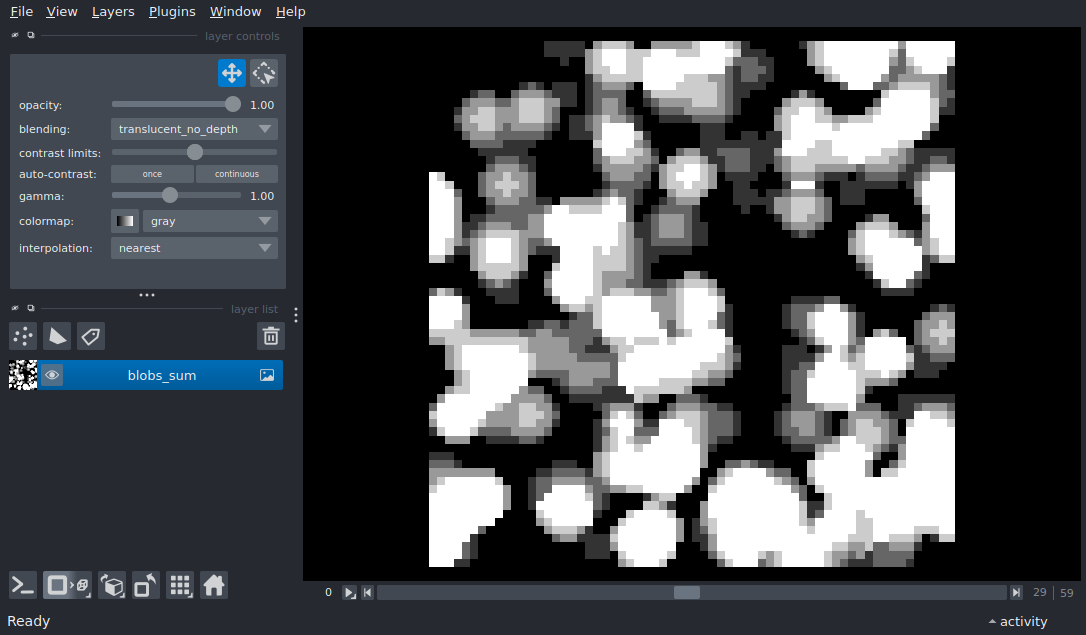 File View Layers Plugins Window Help
layer controls
opacity: 1.00
blending: translucent_no_depth
contrast limits:
auto-contrast: once continuous
gamma: 1.00
colormap: gray
interpolation: nearest
layer list
blobs_sum
0 29 59
Ready activity